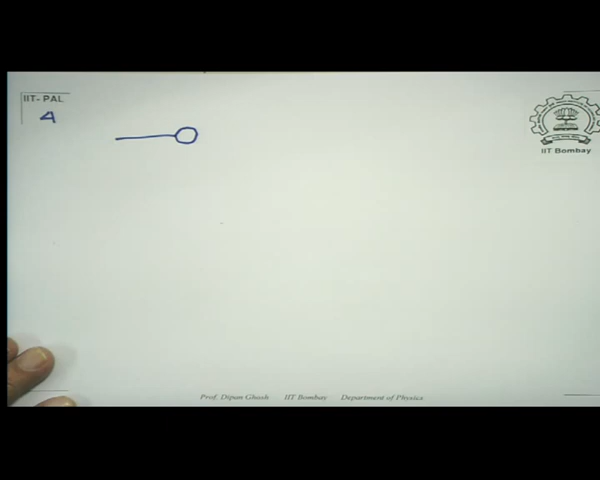 IIT-PAL
4
IIT Bombay
Prof. Dipan Ghosh IIT Bombay Department of Physics